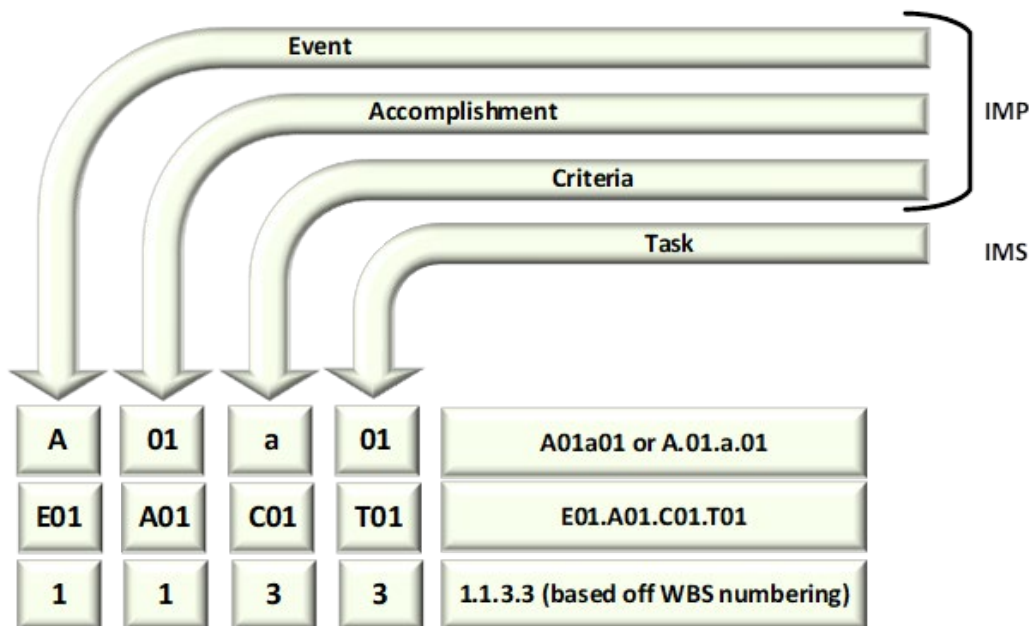 Event
Accomplishment
IMP
Criteria
Task
IMS
A 01 a 01 A01a01 or A.01.a.01
E01 A01 C01 T01 E01.A01.C01.T01
1 1 3 3 1.1.3.3 (based off WBS numbering)